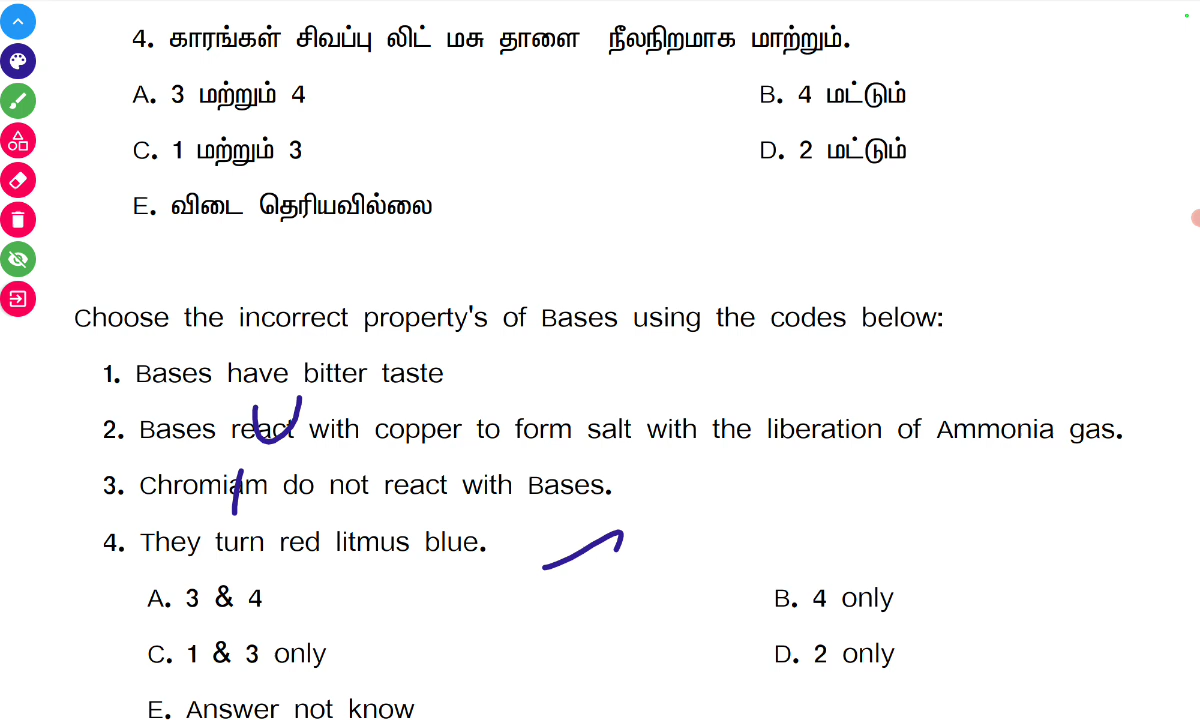 4. காரங்கள் சிவப்பு லிட் மசு தாளை நீலநிறமாக மாற்றும்.
A. 3 மற்றும் 4 B. 4 மட்டும்
C. 1 மற்றும் 3 D. 2 மட்டும்
E. விடை தெரியவில்லை
Choose the incorrect property's of Bases using the codes below:
1. Bases have bitter taste
2. Bases react with copper to form salt with the liberation of Ammonia gas.
3. Chromiam do not react with Bases.
4. They turn red litmus blue.
A. 3 & 4 B. 4 only
C. 1 & 3 only D. 2 only
E. Answer not know